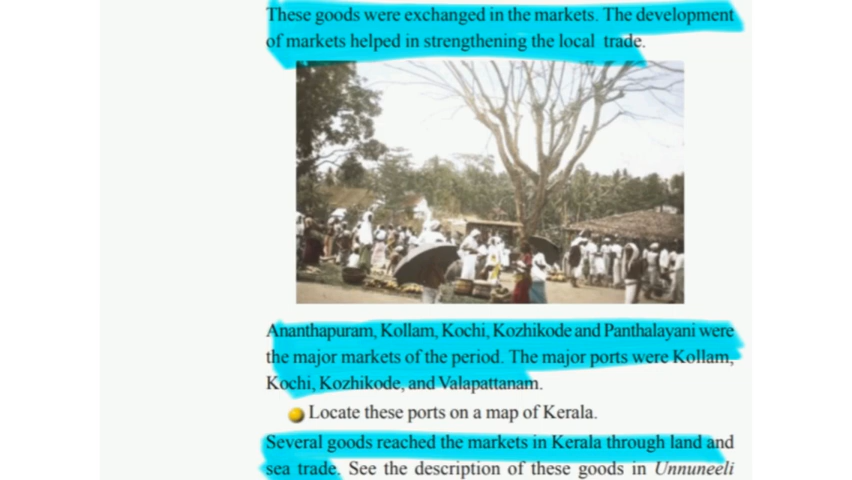 These goods were exchanged in the markets. The development
of markets helped in strengthening the local trade.
Ananthapuram, Kollam, Kochi, Kozhikode and Panthalayani were
the major markets of the period. The major ports were Kollam,
Kochi, Kozhikode, and Valapattanam.
Locate these ports on a map of Kerala.
Several goods reached the markets in Kerala through land and
sea trade. See the description of these goods in Unnuneeli